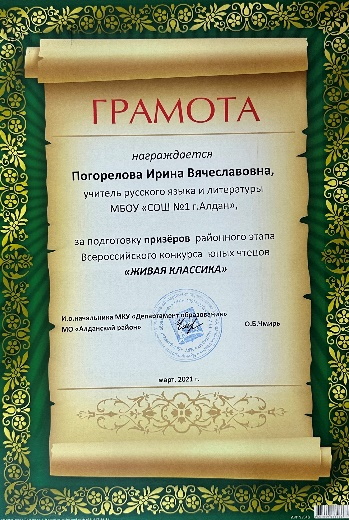 ГРАМОТА
награждается
Погорелова Ирина Вячеславовна,
учитель русского языка и литературы
МБОУ «СОШ №1 г.Алдан»,
за подготовку призёров районного этапа
Всероссийского конкурса юных чтецов
«ЖИВАЯ КЛАССИКА»
И.о.начальника МКУ «Департамент образования»
МО «Алданский район» О.Б.Чмирь
март, 2021 г.